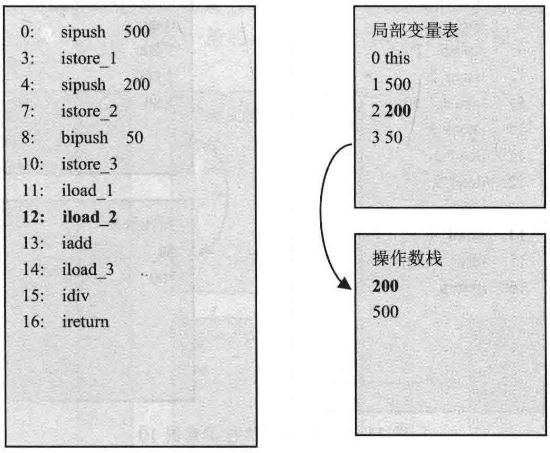 0: sipush 500
3: istore_1
4: sipush 200
7: istore_2
8: bipush 50
10: istore_3
11: iload_1
12: iload_2
13: iadd
14: iload_3
15: idiv
16: ireturn
局部变量表
0 this
1 500
2 200
3 50
操作数栈
200
500